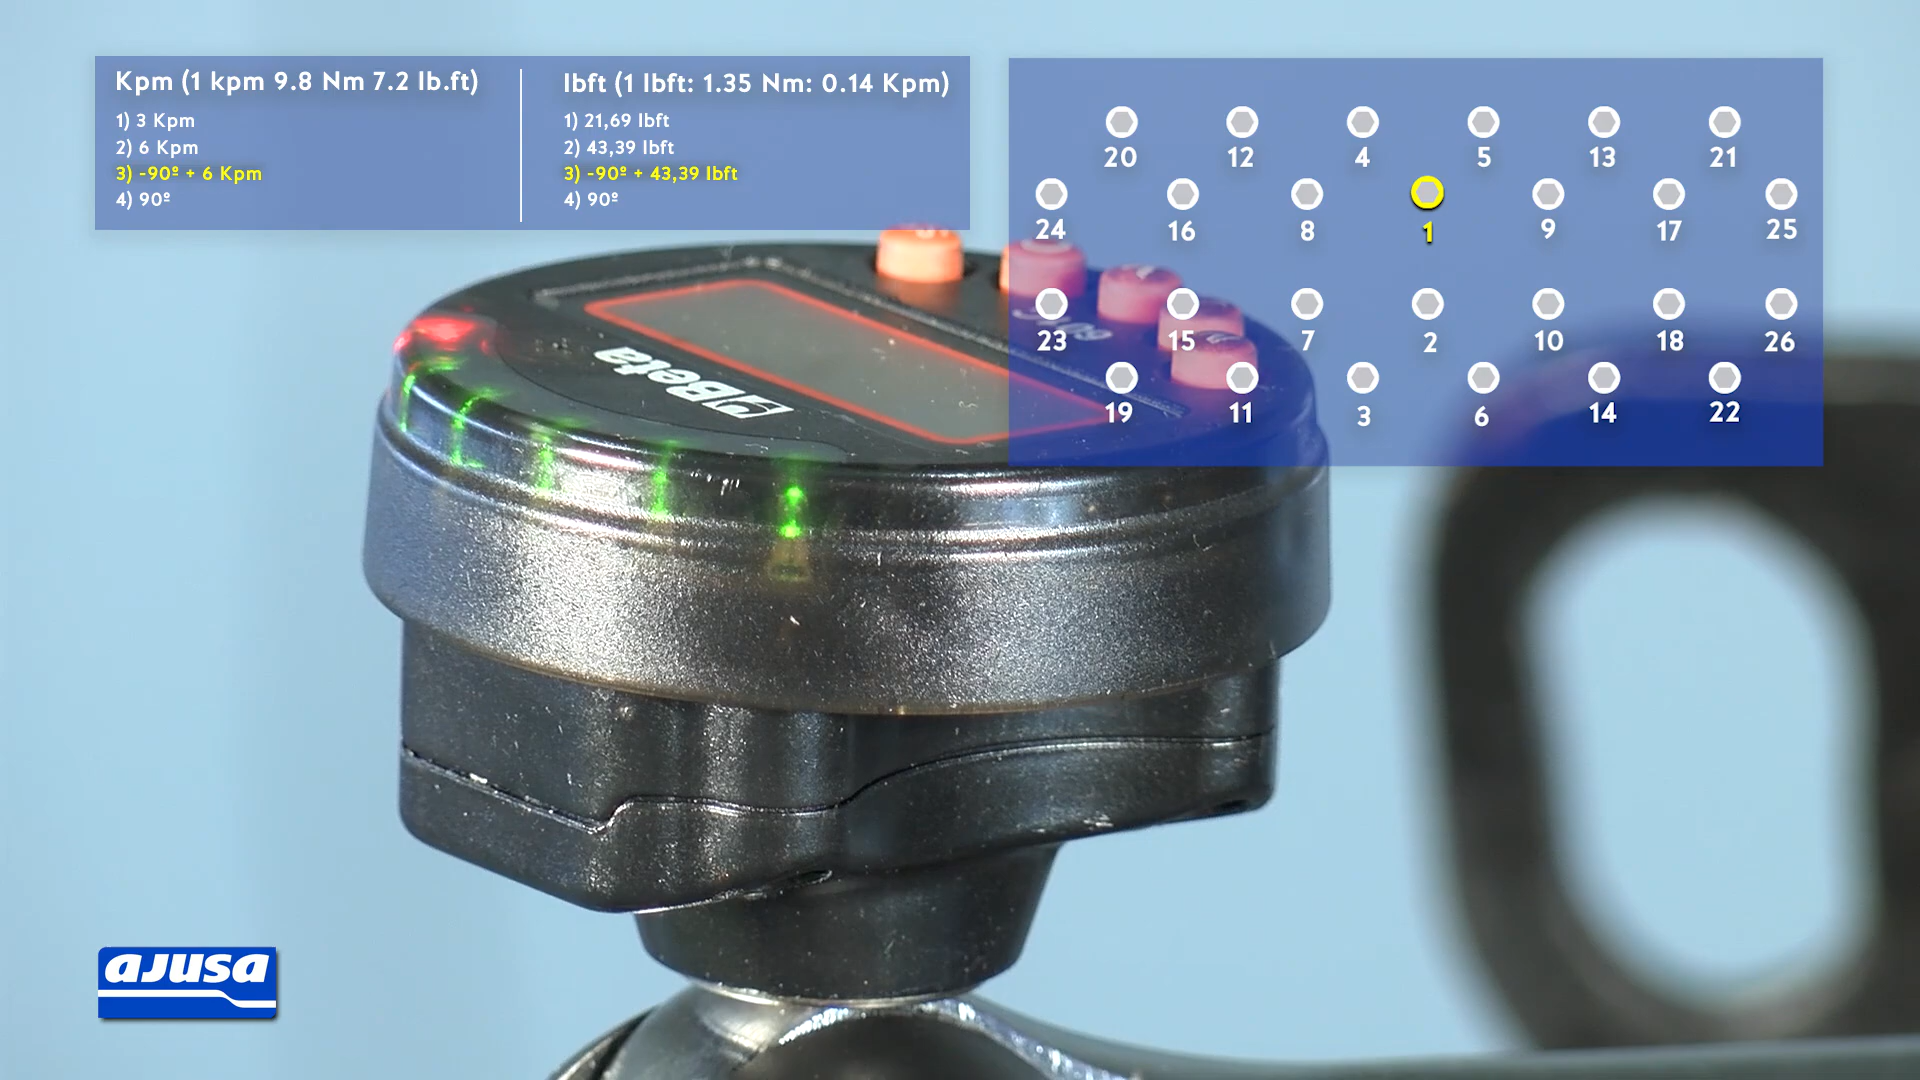 Kpm (1 kpm 9.8 Nm 7.2 lb.ft)
1) 3 Kpm
2) 6 Kpm
3) -90º + 6 Kpm
4) 90º
lbft (1 lbft: 1.35 Nm: 0.14 Kpm)
1) 21,69 lbft
2) 43,39 lbft
3) -90º + 43,39 lbft
4) 90º
20 12 4 5 13 21
24 16 8 1 9 17 25
23 15 7 2 10 18 26
19 11 3 6 14 22
Beta
ajusa